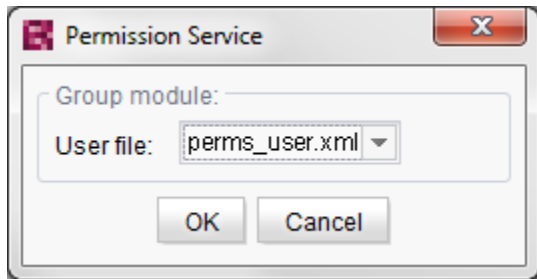 Permission Service
Group module:
User file: perms_user.xml
OK Cancel